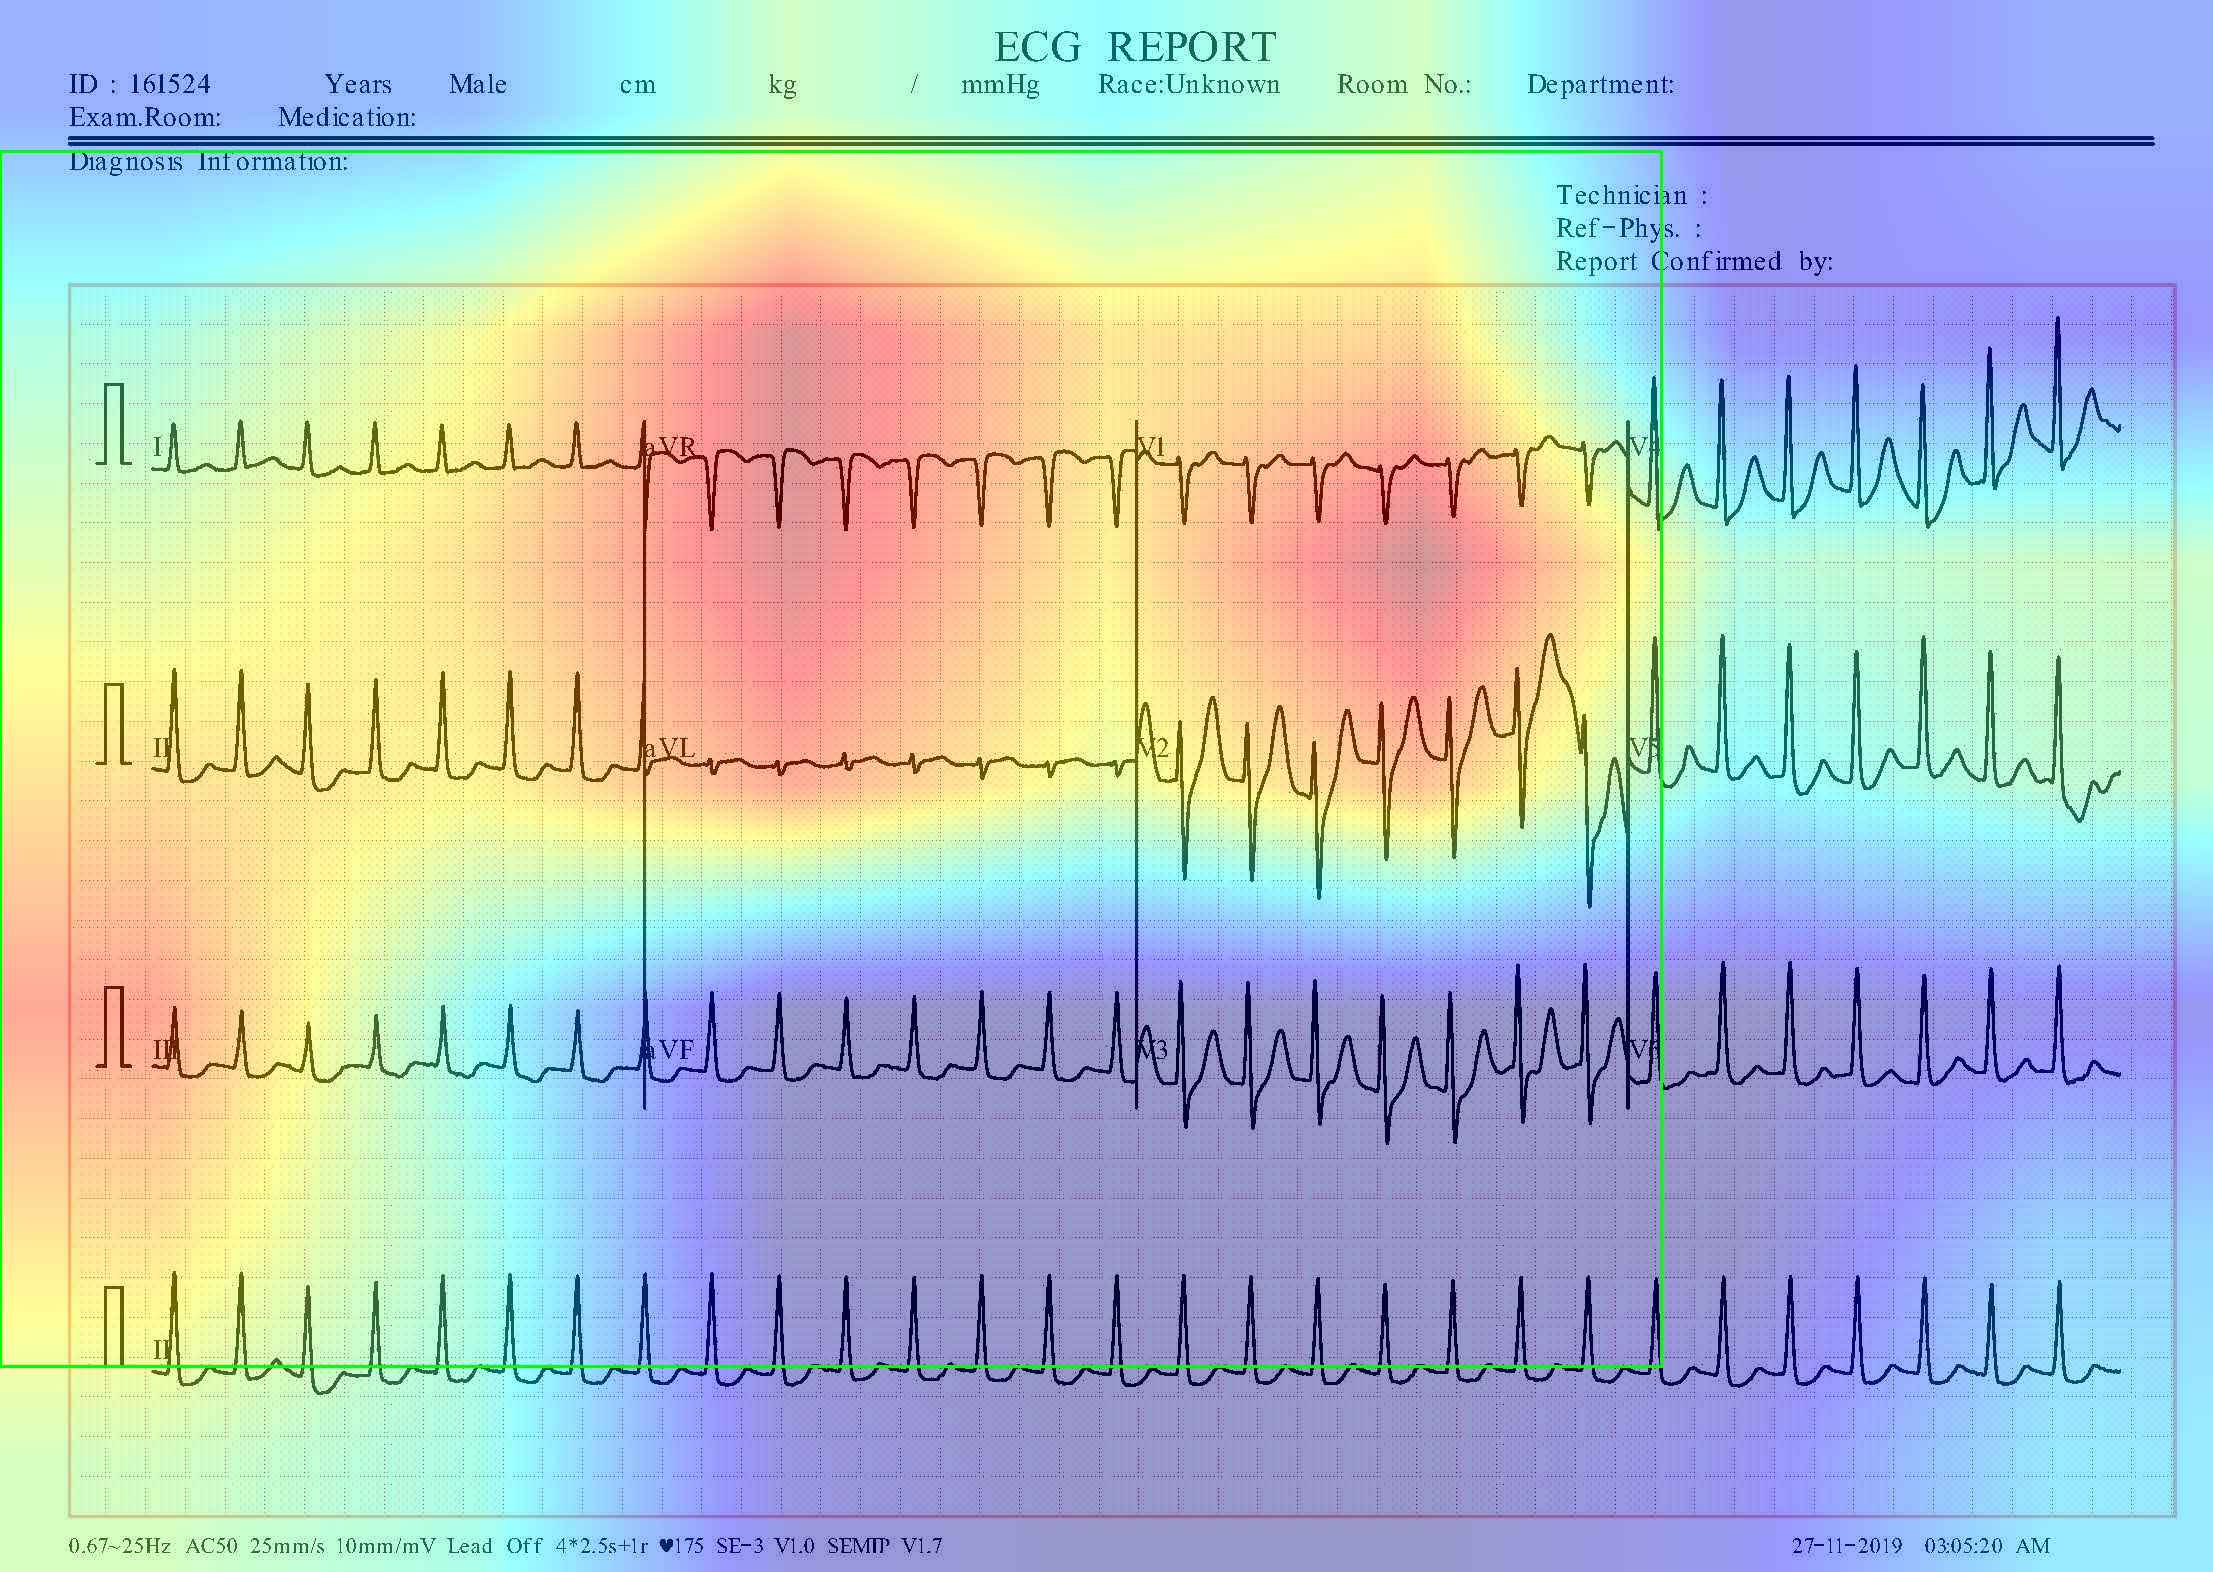 ECG REPORT
ID : 161524 Years Male cm kg / mmHg Race:Unknown Room No.: Department:
Exam.Room: Medication:
Diagnosis Information:
Technician :
Ref-Phys. :
Report Confirmed by:
I aVR V1 V4
II aVL V2 V5
III aVF V3 V6
II
0.67~25Hz AC50 25mm/s 10mm/mV Lead Off 4*2.5s+1r ♥175 SE-3 V1.0 SEMIP V1.7 27-11-2019 03:05:20 AM